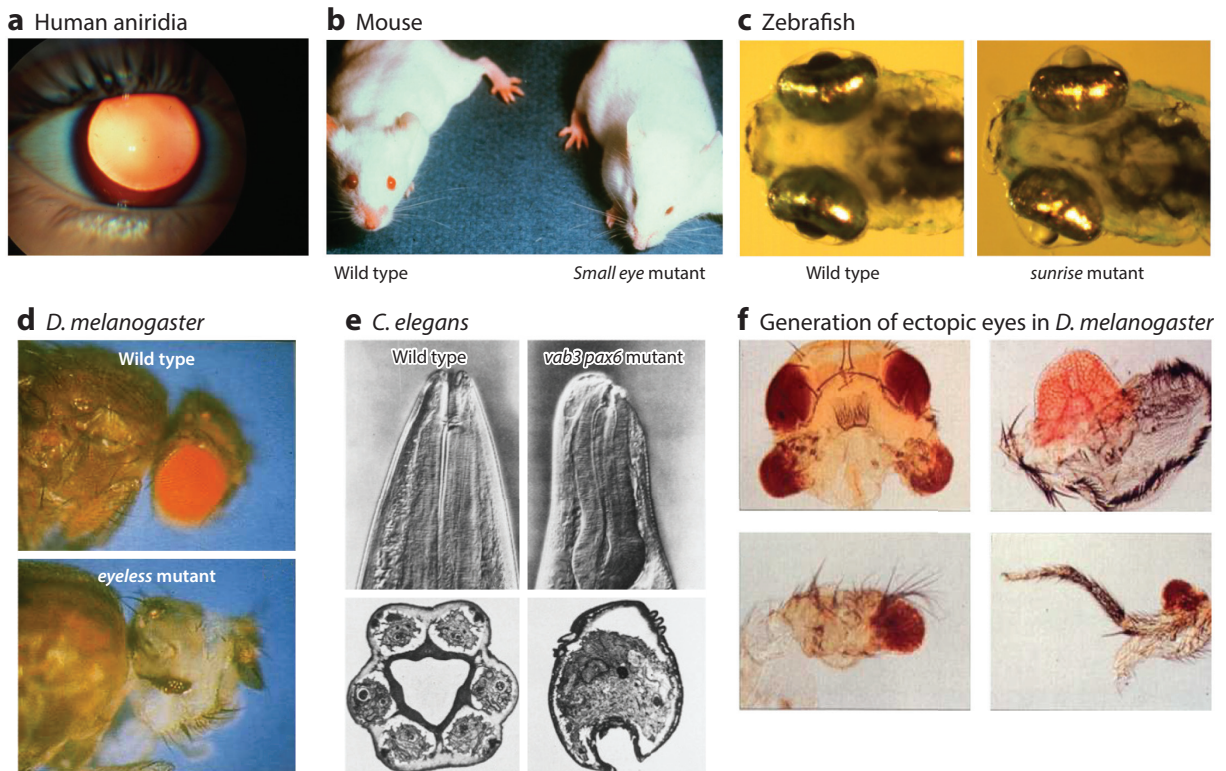 a Human aniridia
b Mouse
c Zebrafish
Wild type
Small eye mutant
Wild type
sunrise mutant
d D. melanogaster
Wild type
eyeless mutant
e C. elegans
Wild type
vab3 pax6 mutant
f Generation of ectopic eyes in D. melanogaster